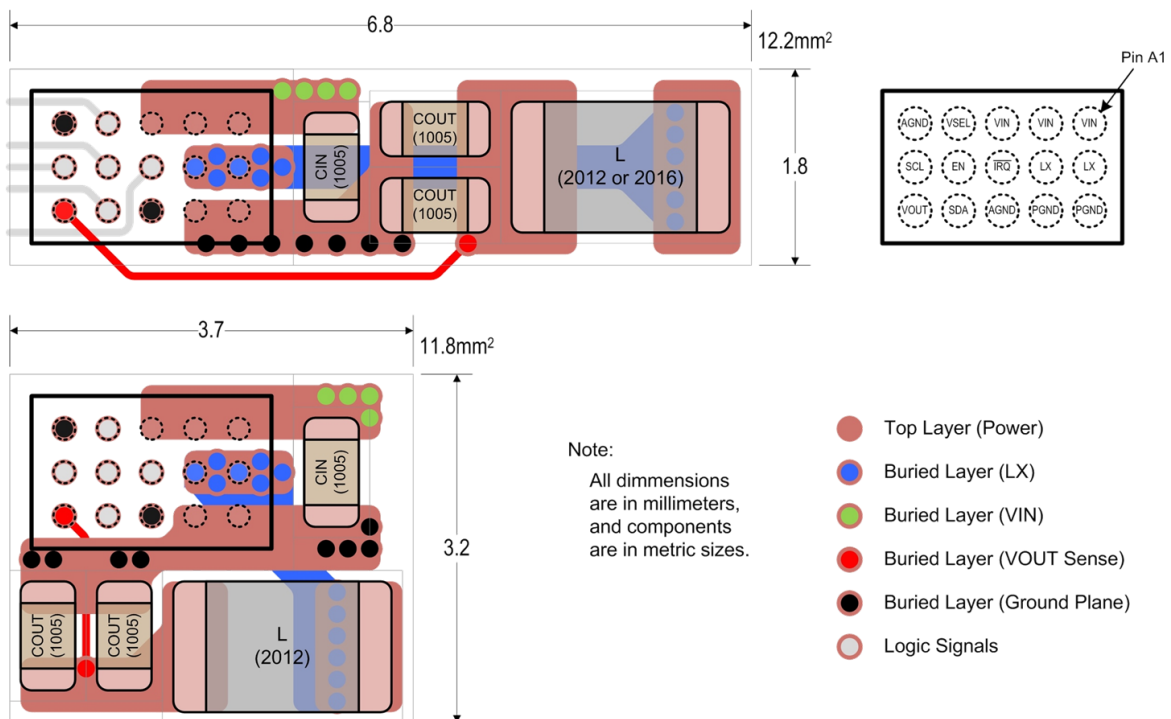 6.8
12.2mm²
Pin A1
CIN
(1005)
COUT
(1005)
COUT
(1005)
L
(2012 or 2016)
1.8
AGND VSEL VIN VIN VIN
SCL EN IRQ LX LX
VOUT SDA AGND PGND PGND
3.7
11.8mm²
CIN
(1005)
3.2
COUT
(1005)
COUT
(1005)
L
(2012)
Note:
All dimmensions
are in millimeters,
and components
are in metric sizes.
Top Layer (Power)
Buried Layer (LX)
Buried Layer (VIN)
Buried Layer (VOUT Sense)
Buried Layer (Ground Plane)
Logic Signals